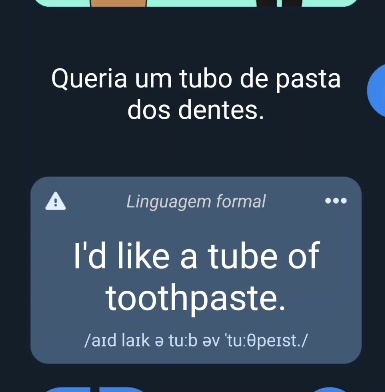 Queria um tubo de pasta
dos dentes.
Linguagem formal
I'd like a tube of
toothpaste.
/aɪd laɪk ə tuːb əv ˈtuːθpeɪst./